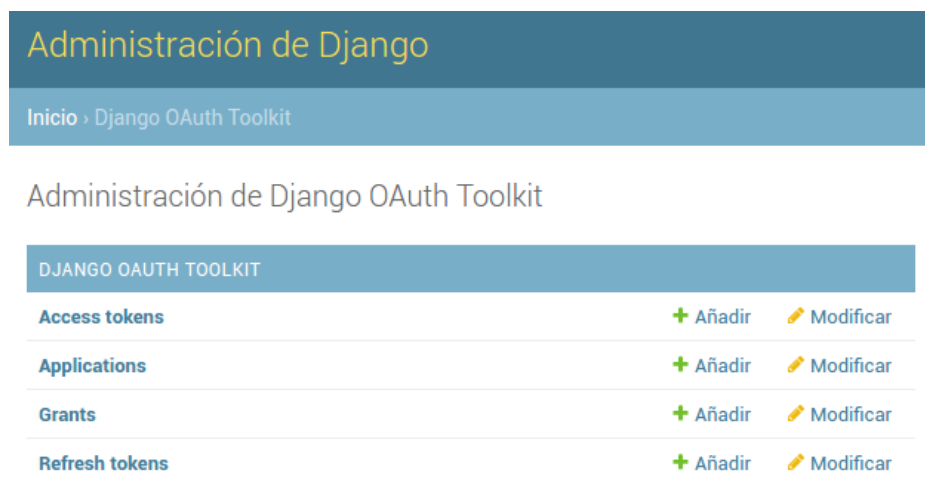 Administración de Django
Inicio › Django OAuth Toolkit
Administración de Django OAuth Toolkit
DJANGO OAUTH TOOLKIT
Access tokens Añadir Modificar
Applications Añadir Modificar
Grants Añadir Modificar
Refresh tokens Añadir Modificar